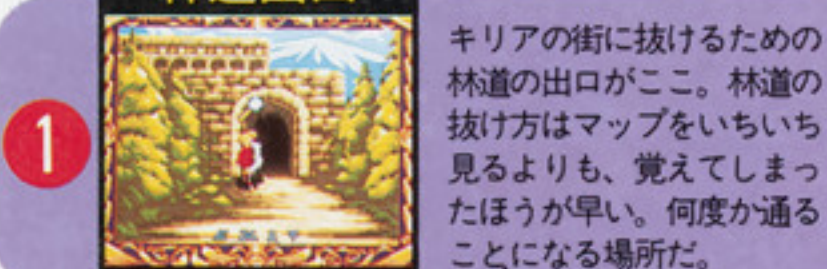 1
キリアの街に抜けるための
林道の出口がここ。林道の
抜け方はマップをいちいち
見るよりも、覚えてしまっ
たほうが早い。何度か通る
ことになる場所だ。